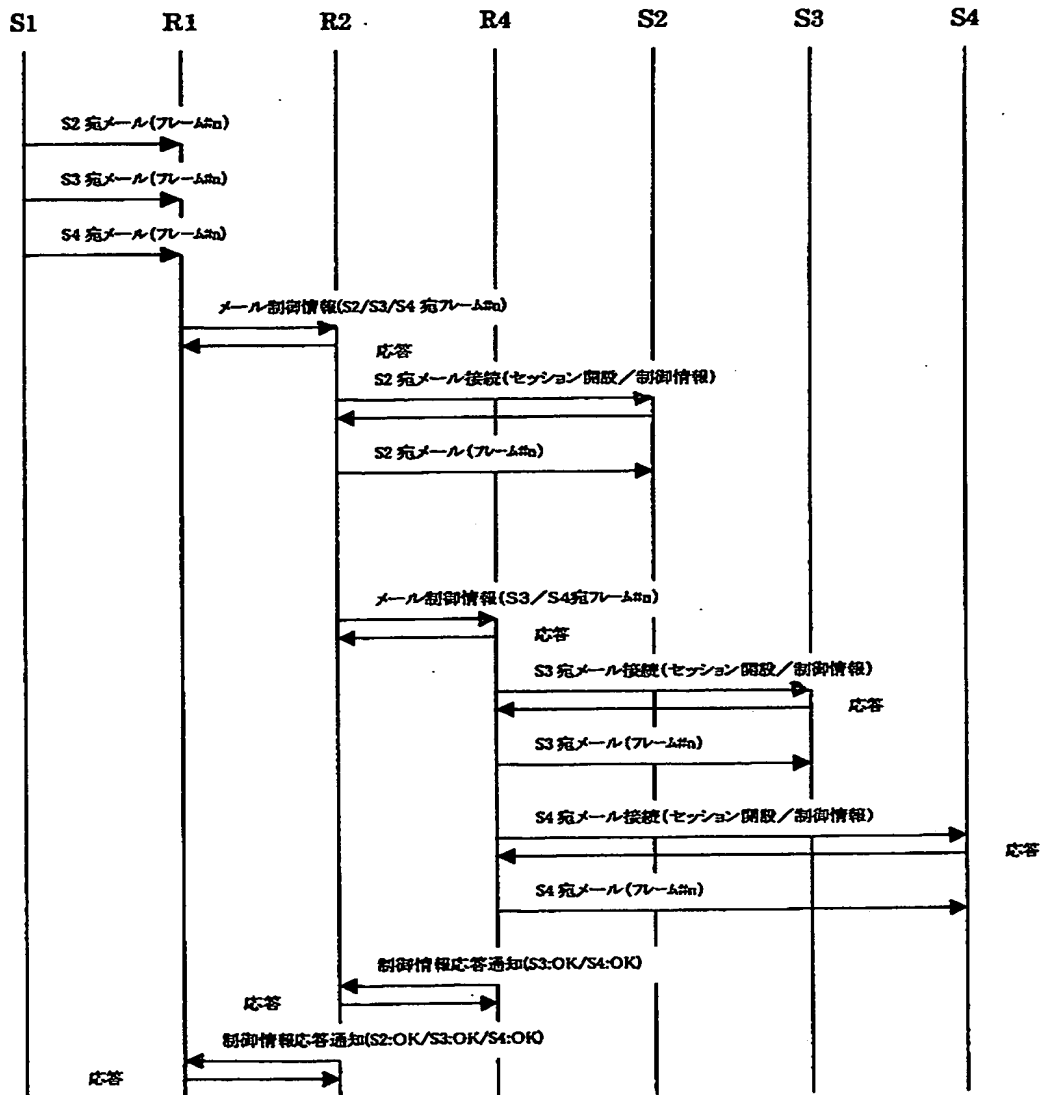 S1 R1 R2 R4 S2 S3 S4
S2 宛メール(フレーム#n)
S3 宛メール(フレーム#n)
S4 宛メール(フレーム#n)
メール制御情報(S2/S3/S4 宛フレーム#n)
応答
S2 宛メール接続(セッション開設／制御情報)
S2 宛メール(フレーム#n)
メール制御情報(S3／S4宛フレーム#n)
応答
S3 宛メール接続(セッション開設／制御情報)
応答
S3 宛メール(フレーム#n)
S4 宛メール接続(セッション開設／制御情報)
応答
S4 宛メール(フレーム#n)
制御情報応答通知(S3:OK/S4:OK)
応答
制御情報応答通知(S2:OK/S3:OK/S4:OK)
応答